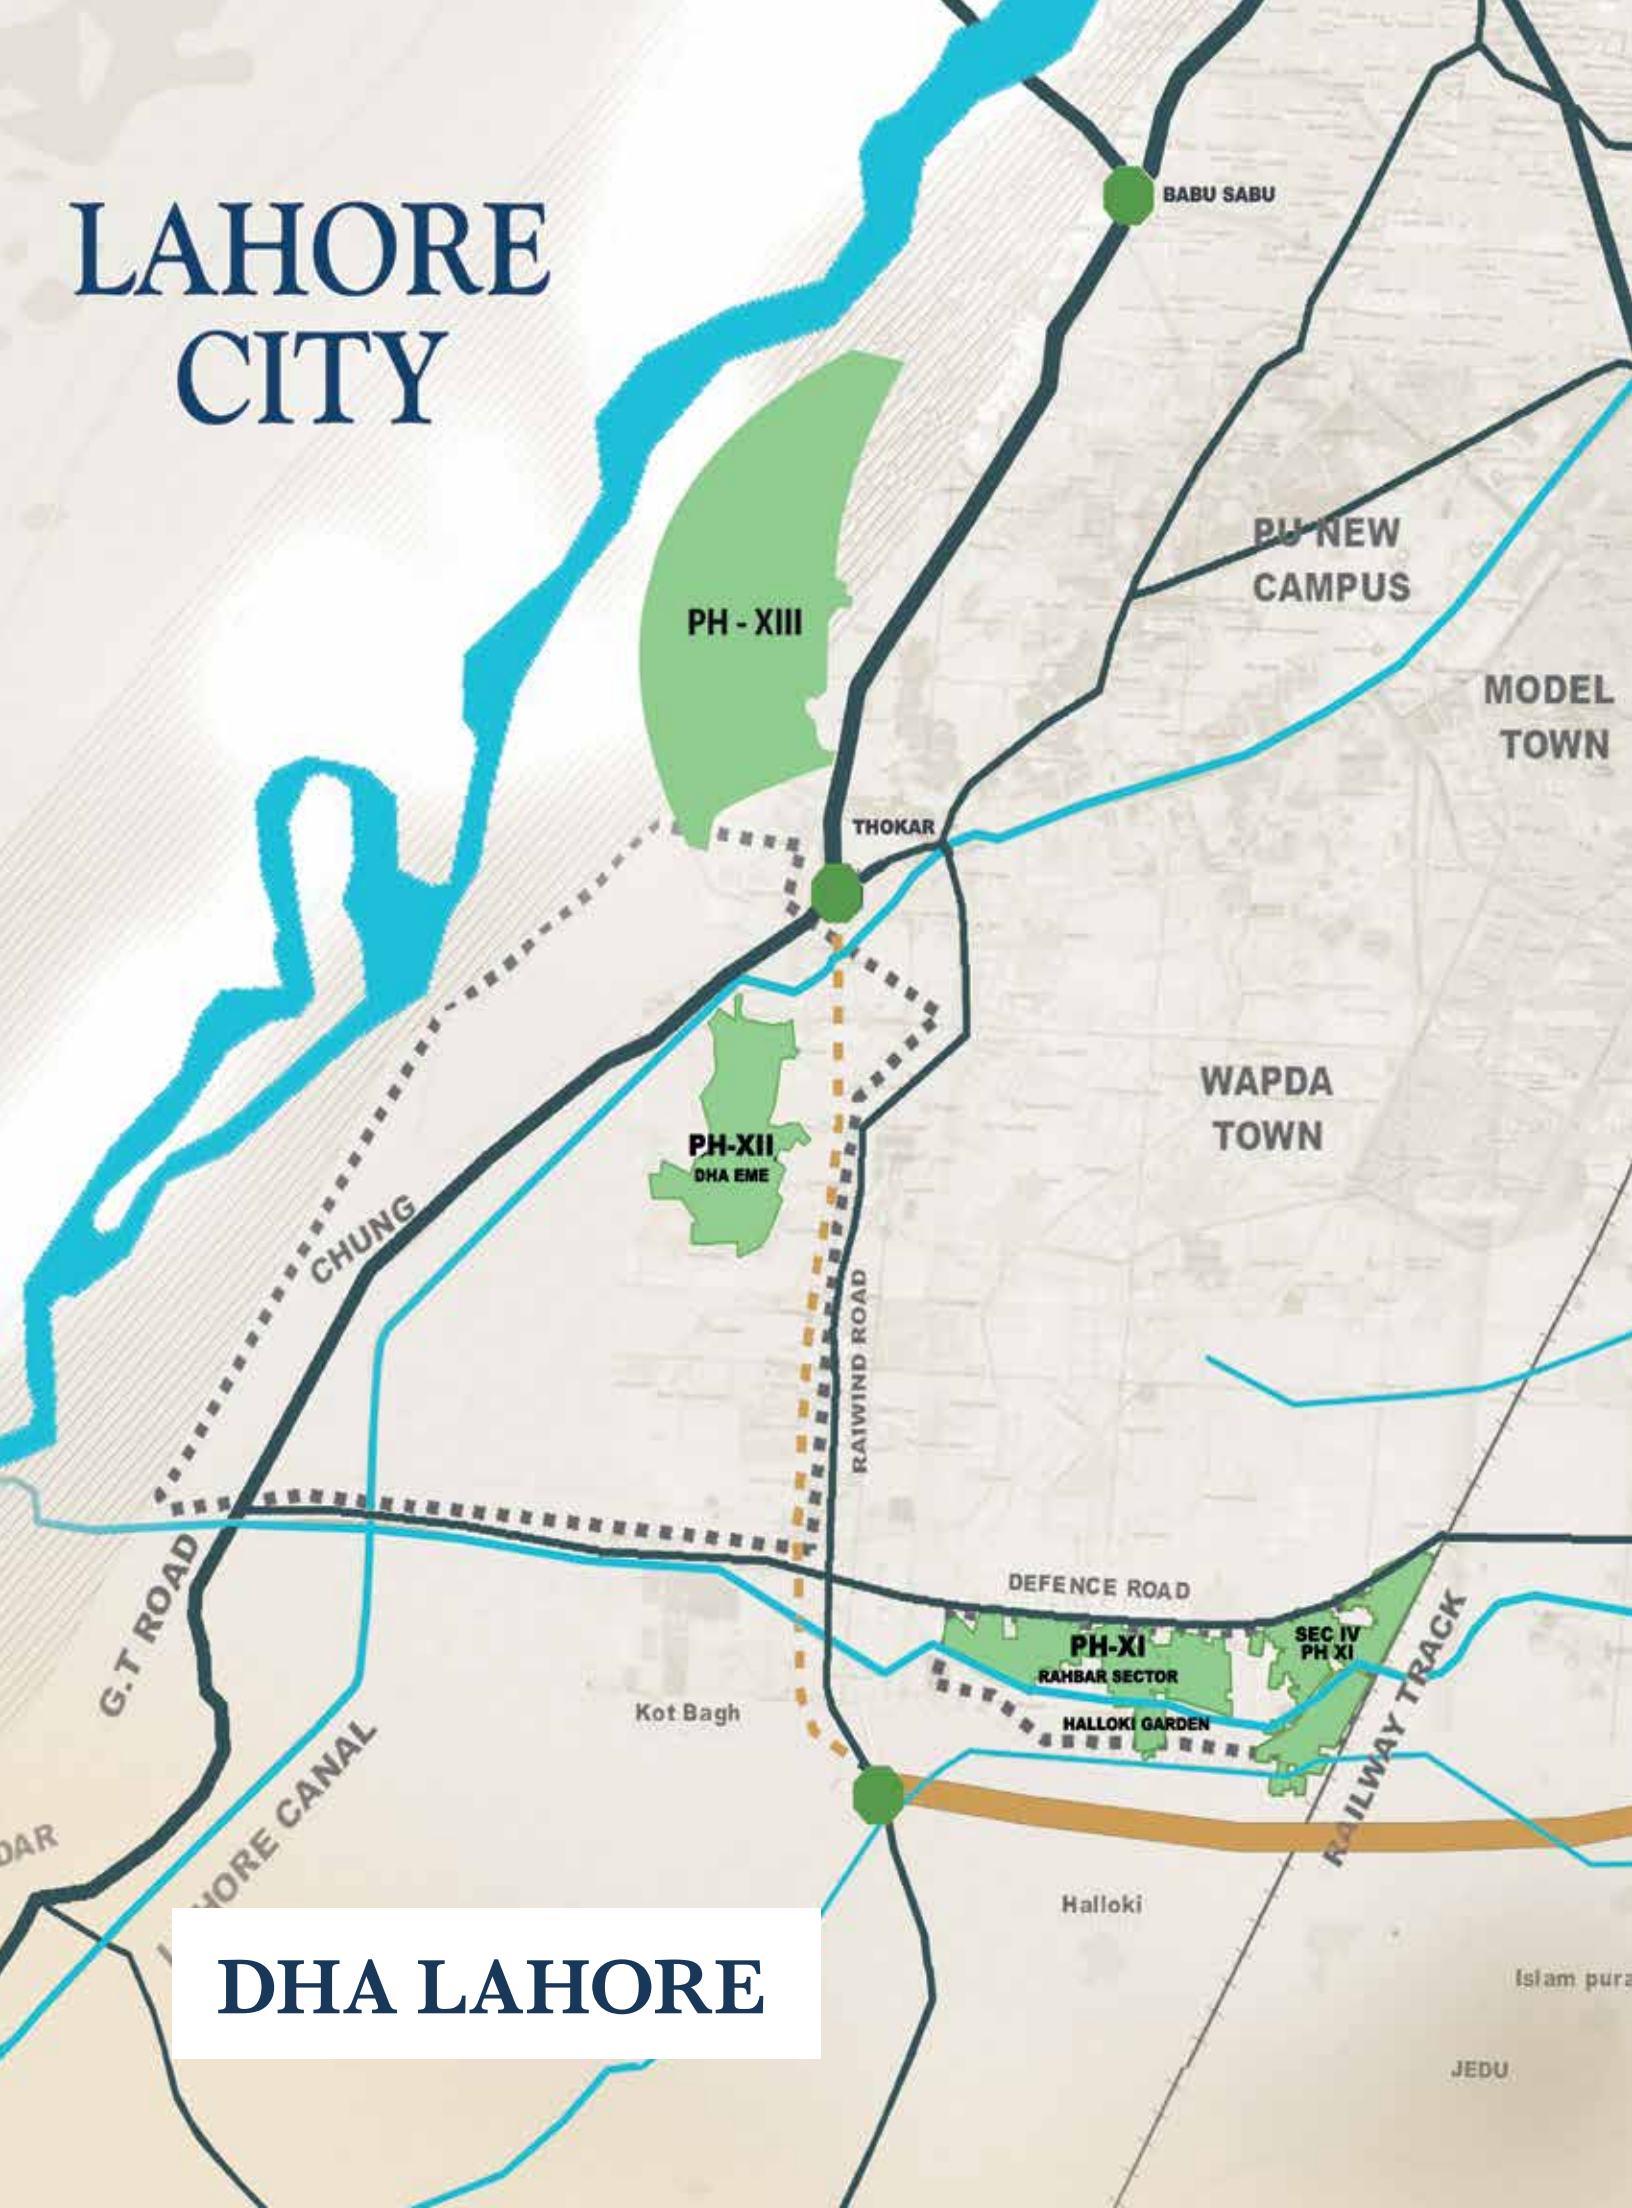 BABU SABU
LAHORE
CITY
PU NEW
CAMPUS
PH - XIII
MODEL
TOWN
THOKAR
WAPDA
TOWN
PH-XII
DHA EME
CHUNG
RAIWIND ROAD
G.T ROAD
DEFENCE ROAD
SEC IV
PH XI
PH-XI
RAHBAR SECTOR
HALLOKI GARDEN
RAILWAY TRACK
Kot Bagh
HORE CANAL
DAR
Halloki
DHA LAHORE
Islam pura
JEDU